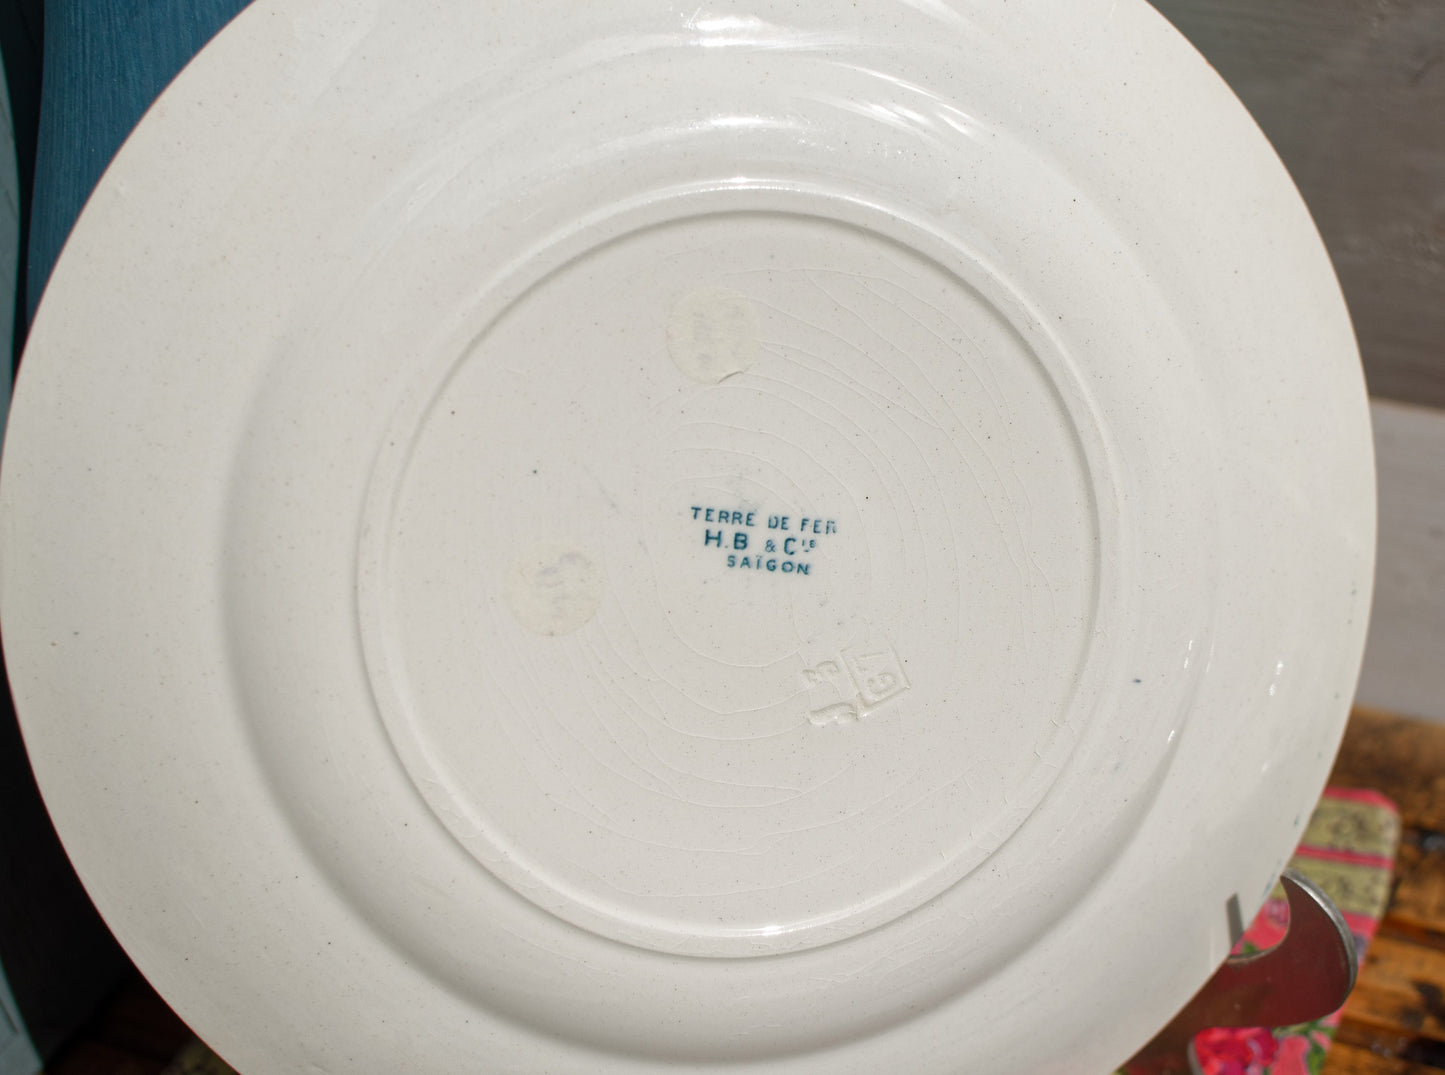 TERRE DE FER
H.B & Cie
SAÏGON